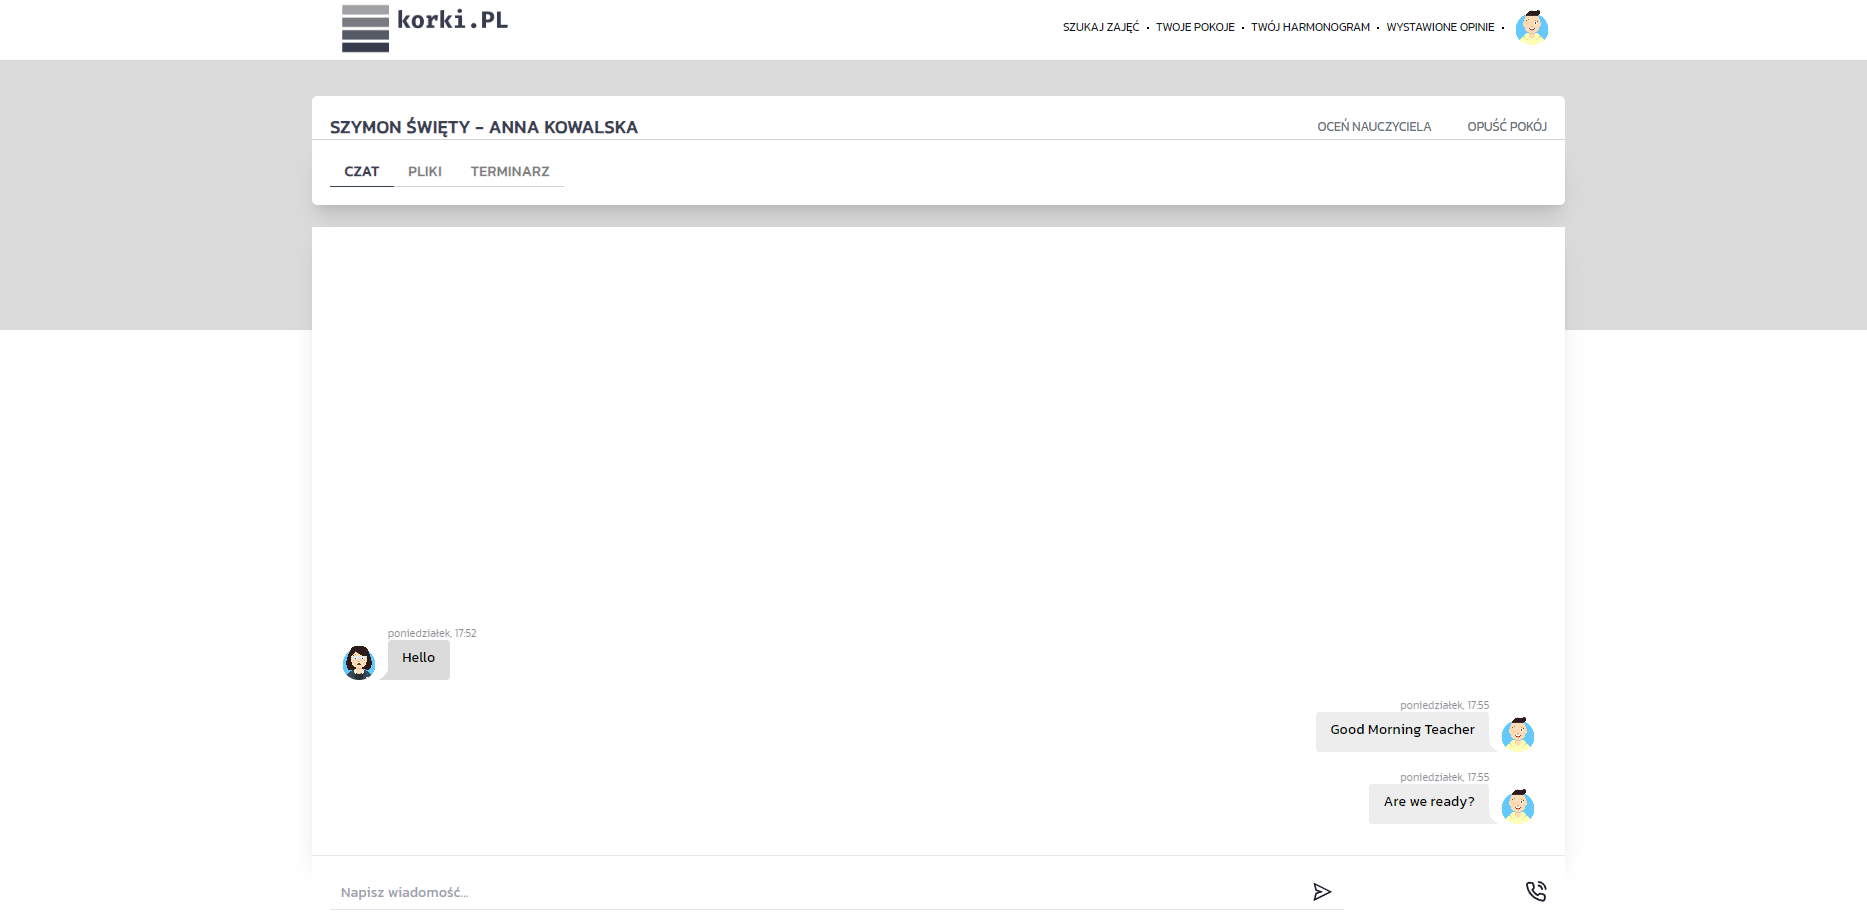 korki.PL
SZUKAJ ZAJĘĆ • TWOJE POKOJE • TWÓJ HARMONOGRAM • WYSTAWIONE OPINIE •
SZYMON ŚWIĘTY - ANNA KOWALSKA
OCEŃ NAUCZYCIELA OPUŚĆ POKÓJ
CZAT PLIKI TERMINARZ
poniedziałek, 17:52
Hello
poniedziałek, 17:55
Good Morning Teacher
poniedziałek, 17:55
Are we ready?
Napisz wiadomość...